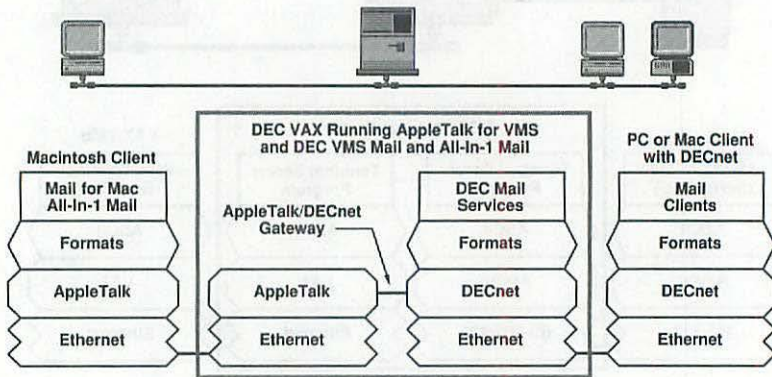 DEC VAX Running AppleTalk for VMS
and DEC VMS Mail and All-In-1 Mail
Macintosh Client
PC or Mac Client
with DECnet
Mail for Mac
All-In-1 Mail
Formats
AppleTalk
Ethernet
AppleTalk/DECnet
Gateway
AppleTalk
Ethernet
DEC Mail
Services
Formats
DECnet
Ethernet
Mail
Clients
Formats
DECnet
Ethernet